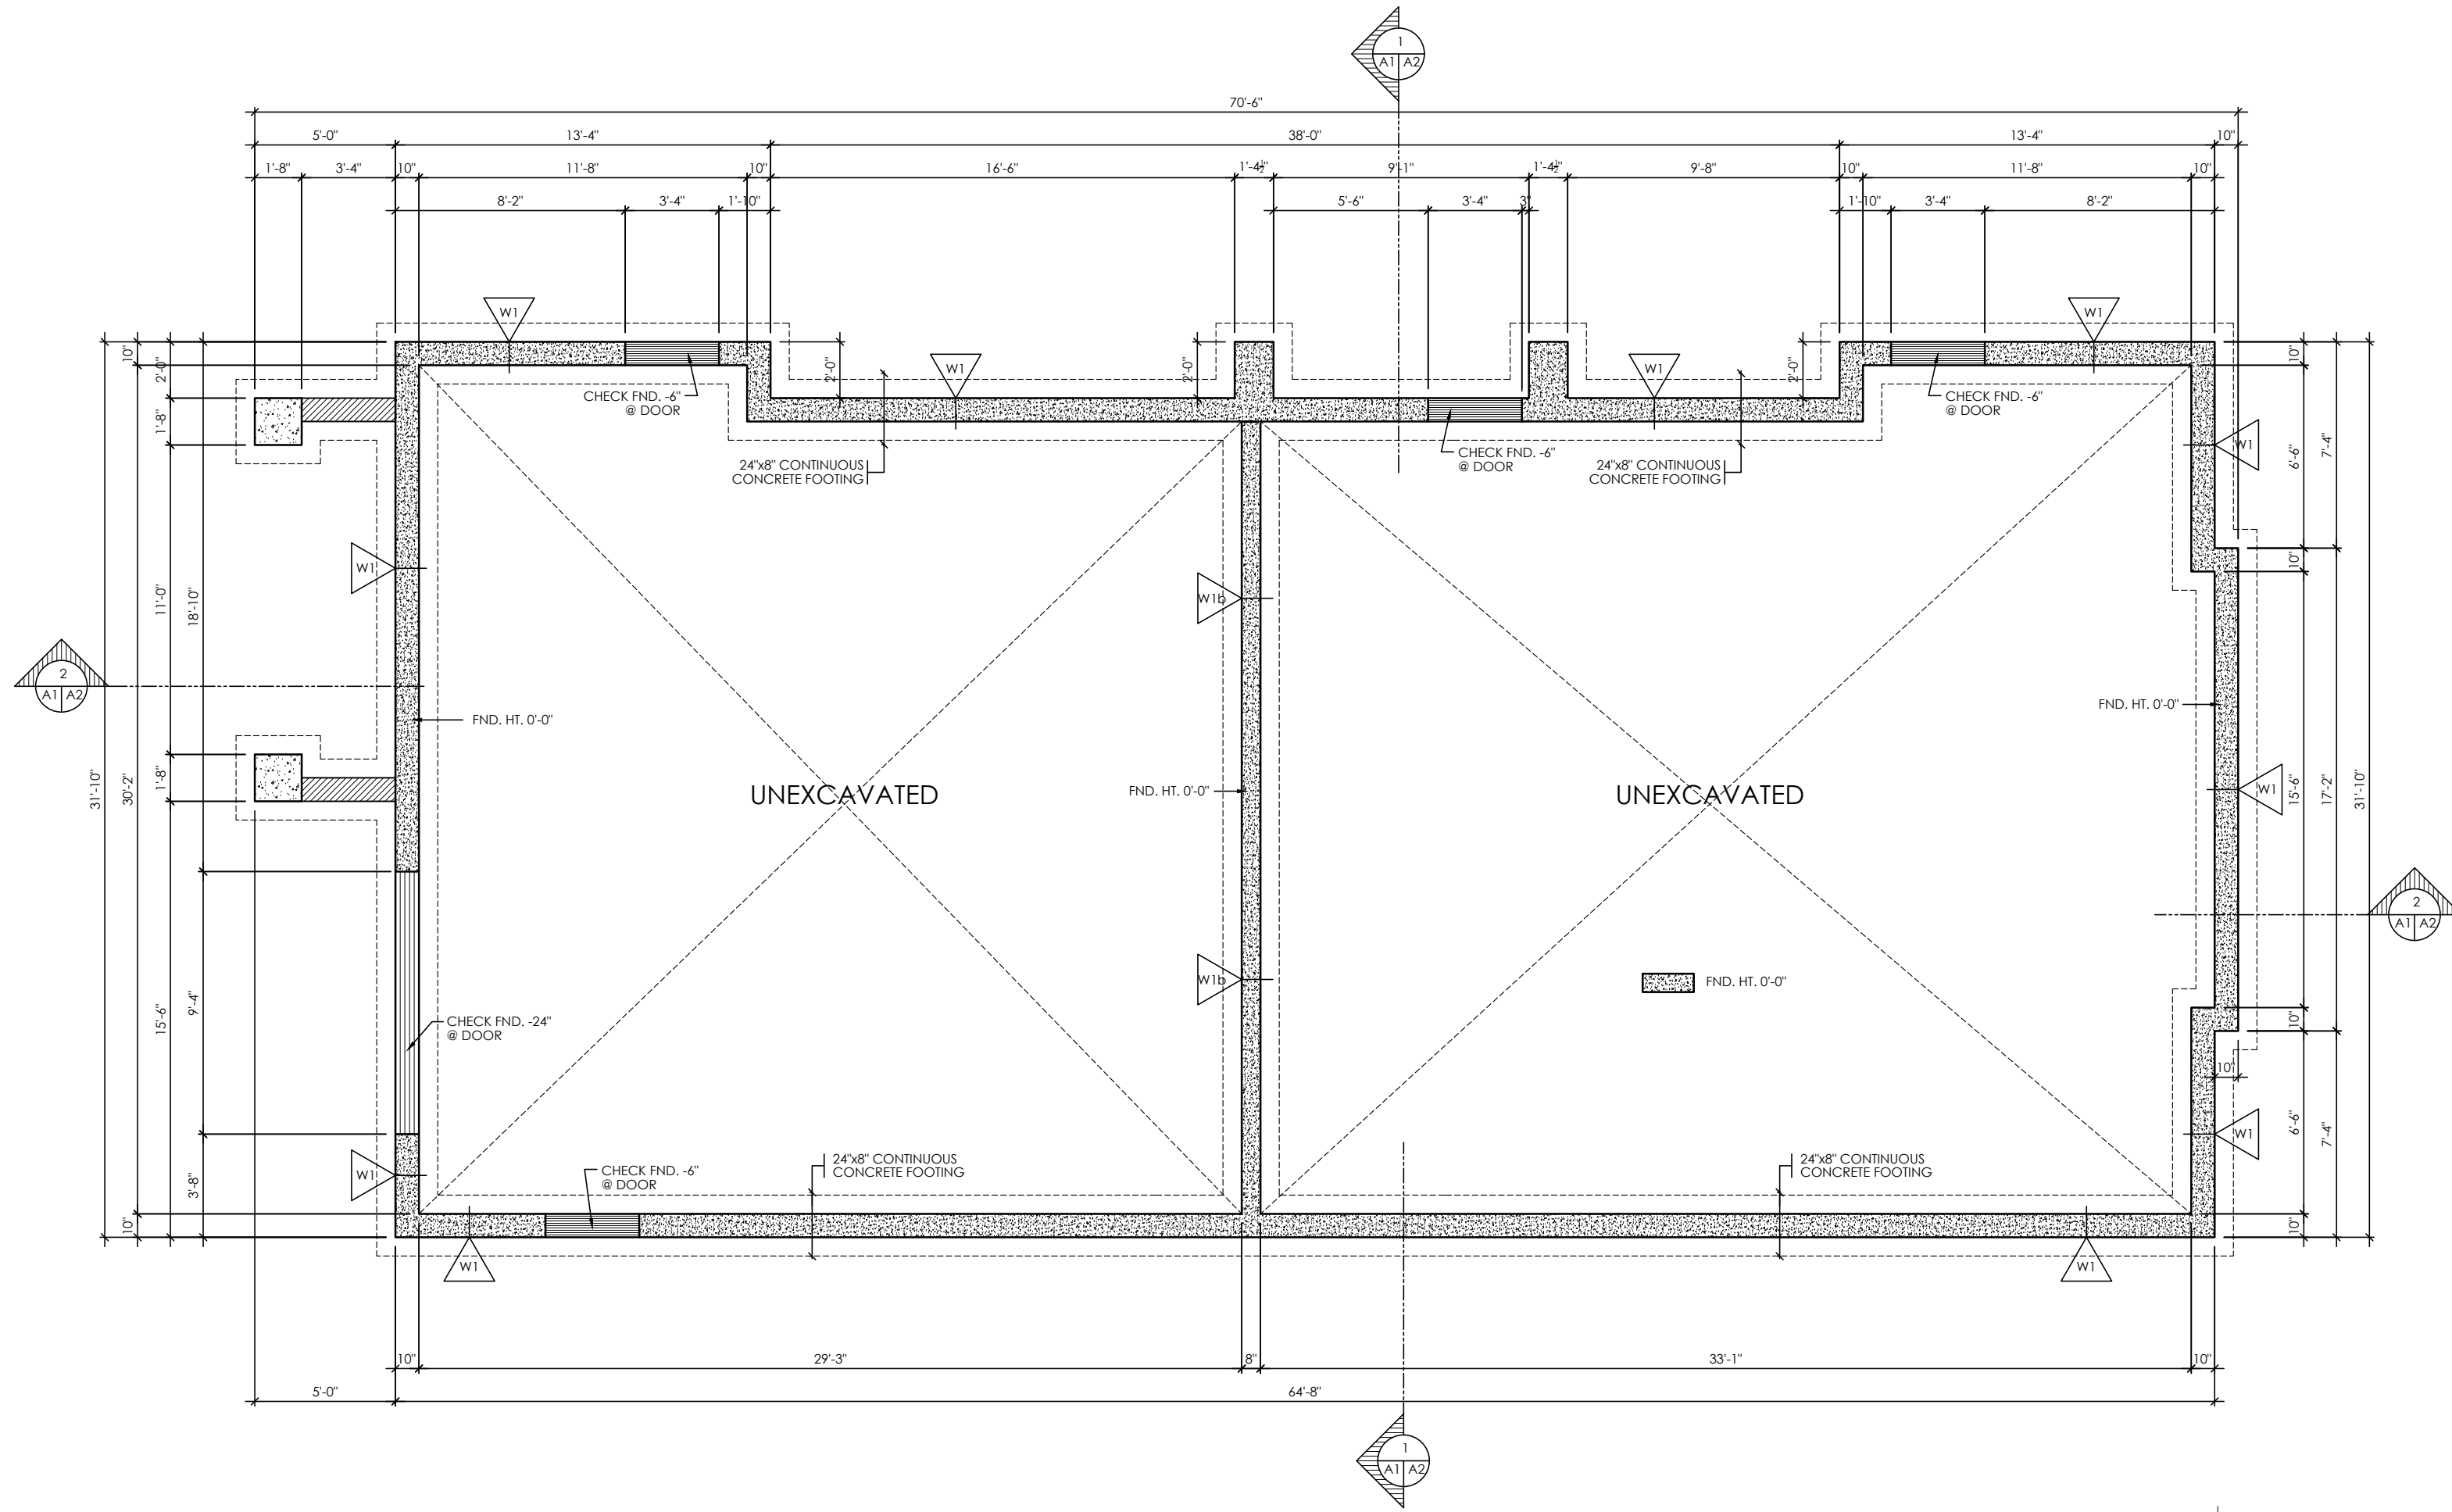 1
A1 A2
70'-6"
5'-0" 13'-4" 38'-0" 13'-4" 10"
1'-8" 3'-4" 10" 11'-8" 10" 16'-6" 1'-4½" 9'-1" 1'-4½" 9'-8" 10" 11'-8" 10"
8'-2" 3'-4" 1'-10" 5'-6" 3'-4" 3" 1'-10" 3'-4" 8'-2"
W1
W1
W1
W1
W1
10"
2'-0"
2'-0"
2'-0"
2'-0"
10"
CHECK FND. -6"
@ DOOR
CHECK FND. -6"
@ DOOR
CHECK FND. -6"
@ DOOR
1'-8"
24"x8" CONTINUOUS
CONCRETE FOOTING
24"x8" CONTINUOUS
CONCRETE FOOTING
W1
6'-6"
7'-4"
W1
W1b
10"
11'-0"
18'-10"
2
A1 A2
FND. HT. 0'-0"
FND. HT. 0'-0"
31'-10"
30'-2"
1'-8"
UNEXCAVATED
FND. HT. 0'-0"
UNEXCAVATED
W1
15'-6"
17'-2"
31'-10"
2
A1 A2
W1b
FND. HT. 0'-0"
15'-6"
9'-4"
CHECK FND. -24"
@ DOOR
10"
10"
6'-6"
7'-4"
W1
W1
3'-8"
10"
CHECK FND. -6"
@ DOOR
24"x8" CONTINUOUS
CONCRETE FOOTING
24"x8" CONTINUOUS
CONCRETE FOOTING
10"
W1
W1
10" 29'-3" 8" 33'-1" 10"
5'-0" 64'-8"
1
A1 A2